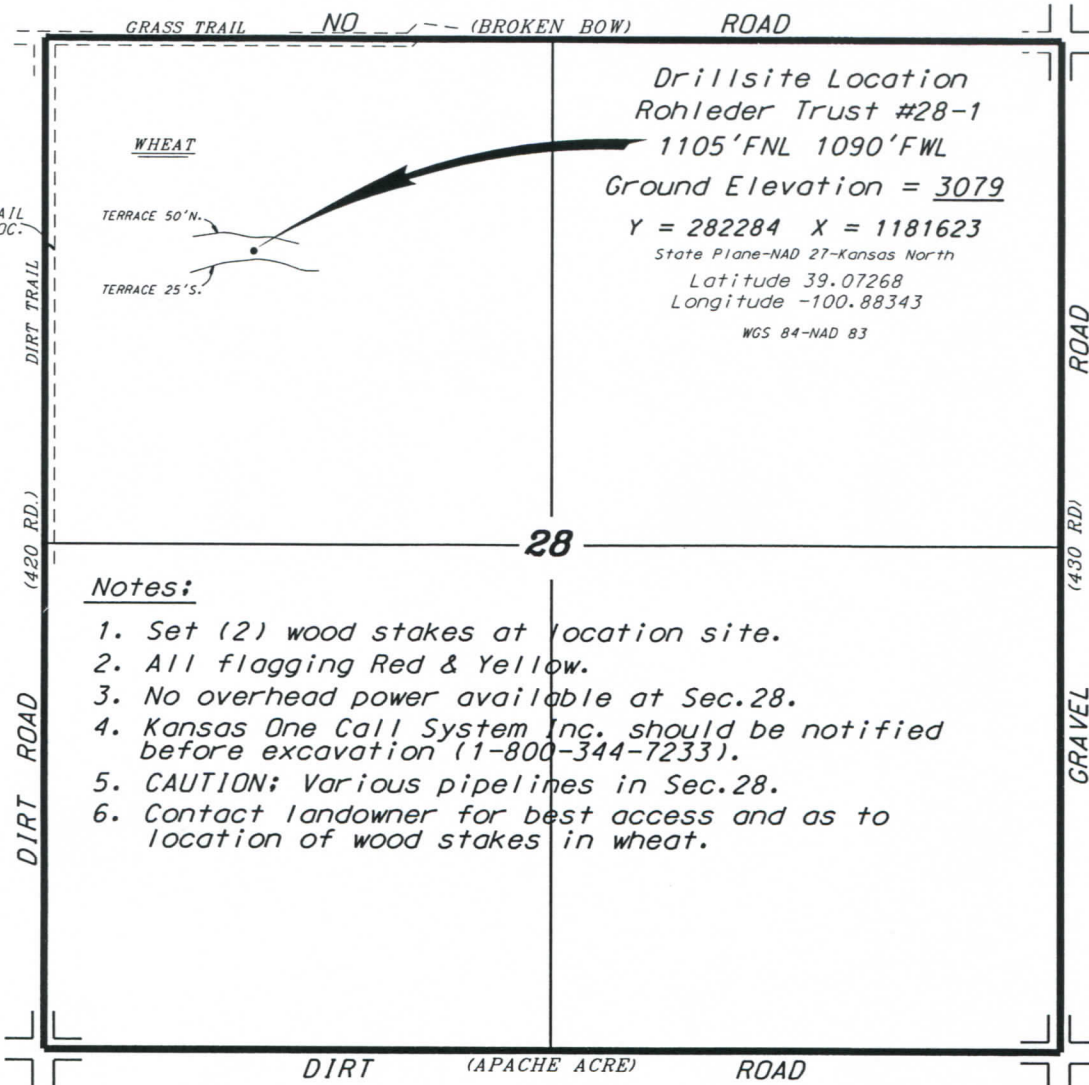 GRASS TRAIL NO (BROKEN BOW) ROAD
Drillsite Location
Rohleder Trust #28-1
1105'FNL 1090'FWL
Ground Elevation = 3079
Y = 282284 X = 1181623
State Plane-NAD 27-Kansas North
Latitude 39.07268
Longitude -100.88343
WGS 84-NAD 83
WHEAT
TERRACE 50'N.
TERRACE 25'S.
DIRT TRAIL
(420 RD.)
DIRT ROAD
28
ROAD
(430 RD)
GRAVEL
Notes:
1. Set (2) wood stakes at location site.
2. All flagging Red & Yellow.
3. No overhead power available at Sec.28.
4. Kansas One Call System Inc. should be notified
before excavation (1-800-344-7233).
5. CAUTION: Various pipelines in Sec.28.
6. Contact landowner for best access and as to
location of wood stakes in wheat.
DIRT (APACHE ACRE) ROAD